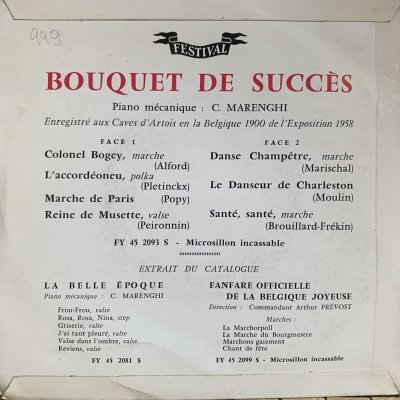 999
FESTIVAL
BOUQUET DE SUCCÈS
Piano mécanique : C. MARENGHI
Enregistré aux Caves d'Artois en la Belgique 1900 de l'Exposition 1958
FACE 1
Colonel Bogey, marche
(Alford)
L'accordéoneu, polka
(Pletinckx)
Marche de Paris (Popy)
Reine de Musette, valse
(Peironnin)
FACE 2
Danse Champêtre, marche
(Marischal)
Le Danseur de Charleston
(Moulin)
Santé, santé, marche
(Brouillard-Frékin)
FY 45 2093 S - Microsillon incassable
EXTRAIT DU CATALOGUE
LA BELLE ÉPOQUE
Piano mécanique : C. MARENGHI
Frou-Frou, valse
Rosa, Rosa, Nina, step
Griserie, valse
J'ai tant pleuré, valse
Valse dans l'ombre, valse
Reviens, valse
FY 45 2081 S
FANFARE OFFICIELLE
DE LA BELGIQUE JOYEUSE
Direction : Commandant Arthur PRÉVOST
Marches :
La Marchorpoll
La Marche du Bourgmestre
Marchons gaiement
Chant de fête
FY 45 2099 S - Microsillon incassable